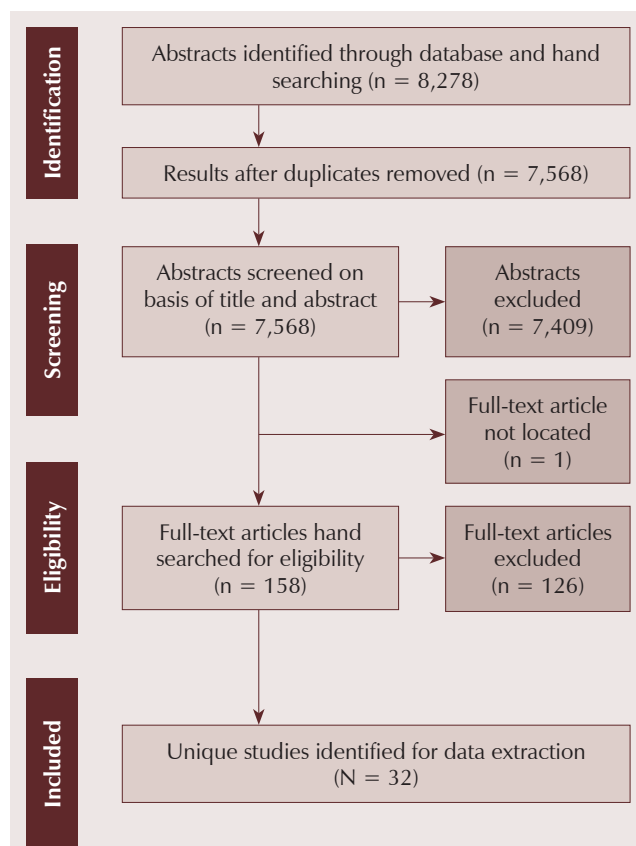 Identification
Abstracts identified through database and hand
searching (n = 8,278)
Results after duplicates removed (n = 7,568)
Screening
Abstracts screened on
basis of title and abstract
(n = 7,568)
Abstracts
excluded
(n = 7,409)
Full-text article
not located
(n = 1)
Eligibility
Full-text articles hand
searched for eligibility
(n = 158)
Full-text articles
excluded
(n = 126)
Included
Unique studies identified for data extraction
(N = 32)